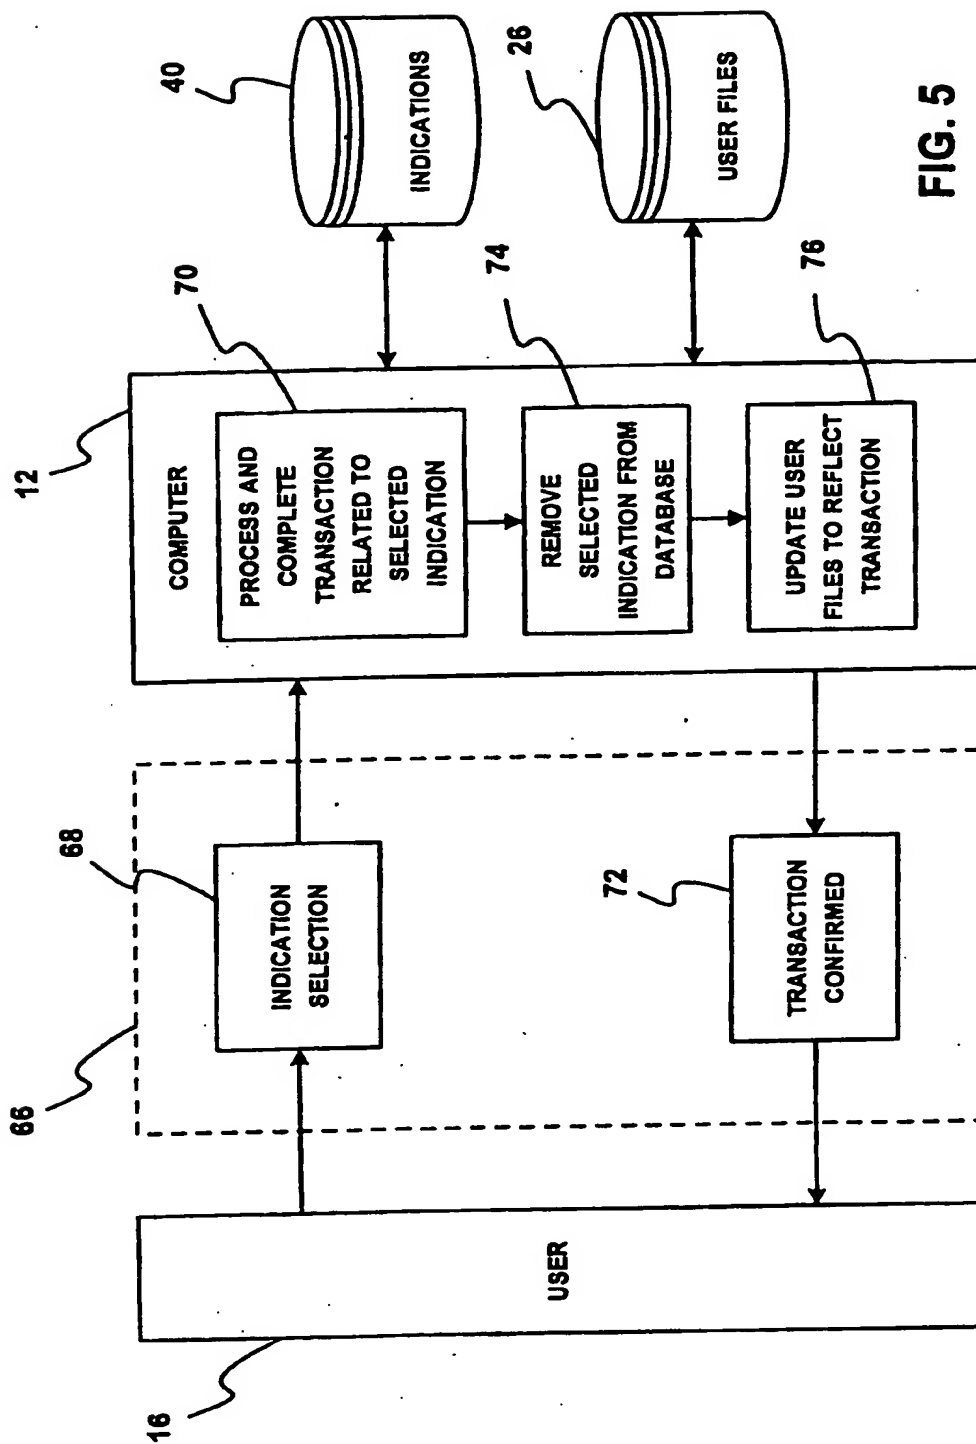 16
USER
66
68
INDICATION
SELECTION
72
TRANSACTION
CONFIRMED
12
COMPUTER
70
PROCESS AND
COMPLETE
TRANSACTION
RELATED TO
SELECTED
INDICATION
74
REMOVE
SELECTED
INDICATION FROM
DATABASE
76
UPDATE USER
FILES TO REFLECT
TRANSACTION
40
INDICATIONS
26
USER FILES
FIG. 5